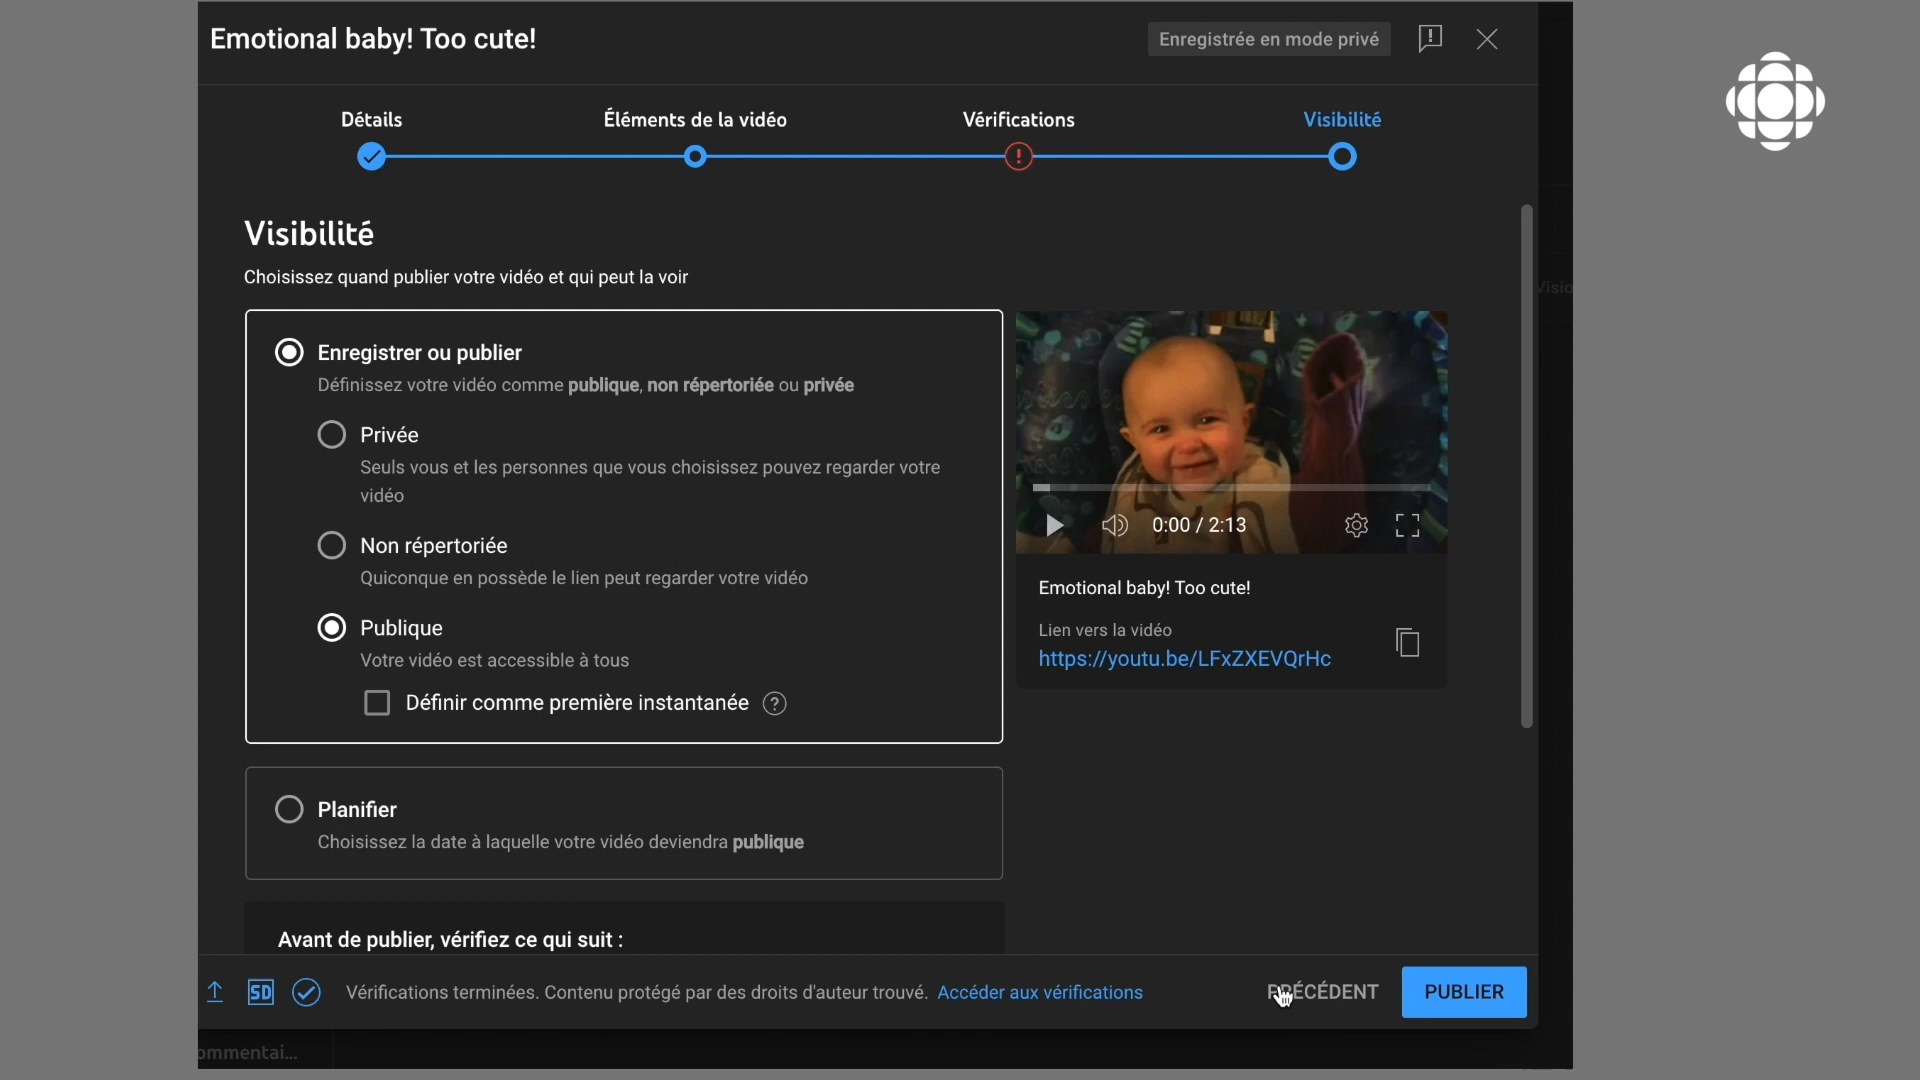 Emotional baby! Too cute!
Enregistrée en mode privé
Détails
Éléments de la vidéo
Vérifications
Visibilité
Visibilité
Choisissez quand publier votre vidéo et qui peut la voir
Enregistrer ou publier
Définissez votre vidéo comme publique, non répertoriée ou privée
Privée
Seuls vous et les personnes que vous choisissez pouvez regarder votre
vidéo
Non répertoriée
Quiconque en possède le lien peut regarder votre vidéo
Publique
Votre vidéo est accessible à tous
Définir comme première instantanée
0:00 / 2:13
Emotional baby! Too cute!
Lien vers la vidéo
https://youtu.be/LFxZXEVQrHc
Planifier
Choisissez la date à laquelle votre vidéo deviendra publique
Avant de publier, vérifiez ce qui suit :
SD
Vérifications terminées. Contenu protégé par des droits d'auteur trouvé. Accéder aux vérifications
PRÉCÉDENT
PUBLIER
ommentai...